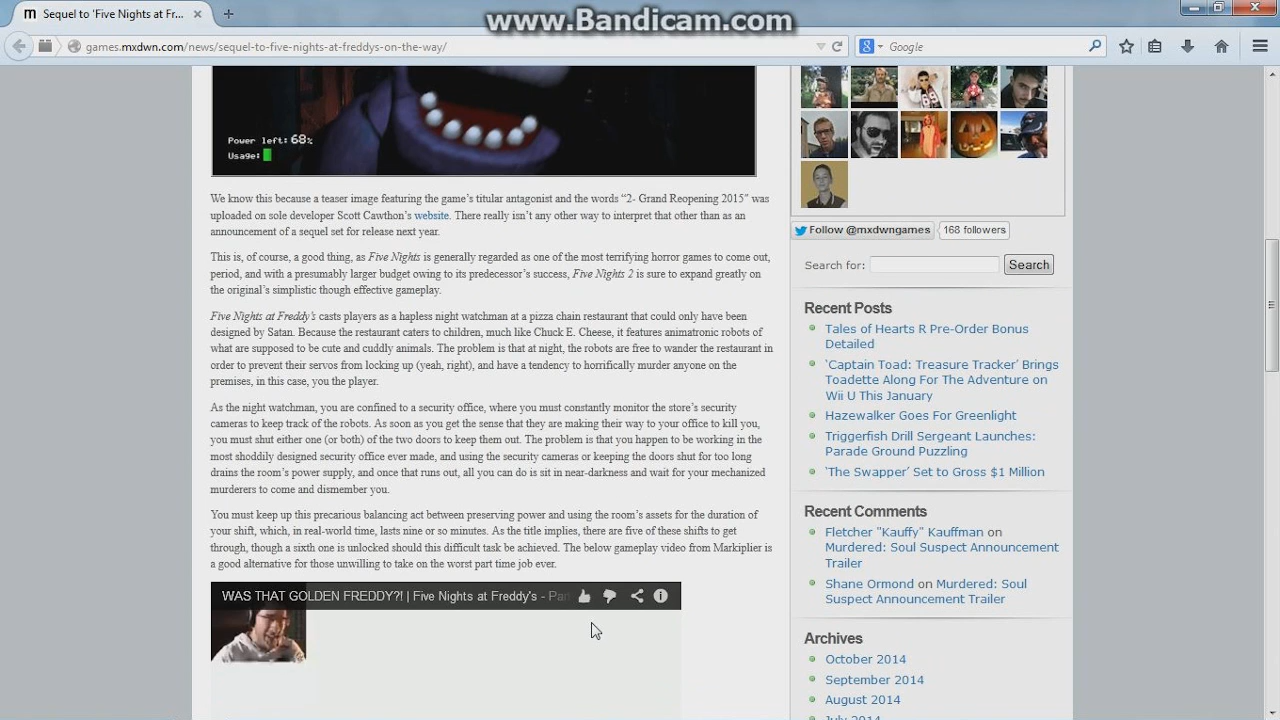 www.Bandicam.com
Sequel to 'Five Nights at Fr...
games.mxdwn.com/news/sequel-to-five-nights-at-freddys-on-the-way/
Google
Power left: 68%
Usage:
We know this because a teaser image featuring the game's titular antagonist and the words “2- Grand Reopening 2015” was
uploaded on sole developer Scott Cawthon's website. There really isn't any other way to interpret that other than as an
announcement of a sequel set for release next year.
This is, of course, a good thing, as Five Nights is generally regarded as one of the most terrifying horror games to come out,
period, and with a presumably larger budget owing to its predecessor's success, Five Nights 2 is sure to expand greatly on
the original's simplistic though effective gameplay.
Five Nights at Freddy's casts players as a hapless night watchman at a pizza chain restaurant that could only have been
designed by Satan. Because the restaurant caters to children, much like Chuck E. Cheese, it features animatronic robots of
what are supposed to be cute and cuddly animals. The problem is that at night, the robots are free to wander the restaurant in
order to prevent their servos from locking up (yeah, right), and have a tendency to horrifically murder anyone on the
premises, in this case, you the player.
As the night watchman, you are confined to a security office, where you must constantly monitor the store's security
cameras to keep track of the robots. As soon as you get the sense that they are making their way to your office to kill you,
you must shut either one (or both) of the two doors to keep them out. The problem is that you happen to be working in the
most shoddily designed security office ever made, and using the security cameras or keeping the doors shut for too long
drains the room's power supply, and once that runs out, all you can do is sit in near-darkness and wait for your mechanized
murderers to come and dismember you.
You must keep up this precarious balancing act between preserving power and using the room's assets for the duration of
your shift, which, in real-world time, lasts nine or so minutes. As the title implies, there are five of these shifts to get
through, though a sixth one is unlocked should this difficult task be achieved. The below gameplay video from Markiplier is
a good alternative for those unwilling to take on the worst part time job ever.
WAS THAT GOLDEN FREDDY?! | Five Nights at Freddy's - Par
Follow @mxdwngames
168 followers
Search for:
Search
Recent Posts
Tales of Hearts R Pre-Order Bonus
Detailed
'Captain Toad: Treasure Tracker' Brings
Toadette Along For The Adventure on
Wii U This January
Hazewalker Goes For Greenlight
Triggerfish Drill Sergeant Launches:
Parade Ground Puzzling
'The Swapper' Set to Gross $1 Million
Recent Comments
Fletcher "Kauffy" Kauffman on
Murdered: Soul Suspect Announcement
Trailer
Shane Ormond on Murdered: Soul
Suspect Announcement Trailer
Archives
October 2014
September 2014
August 2014
July 2014